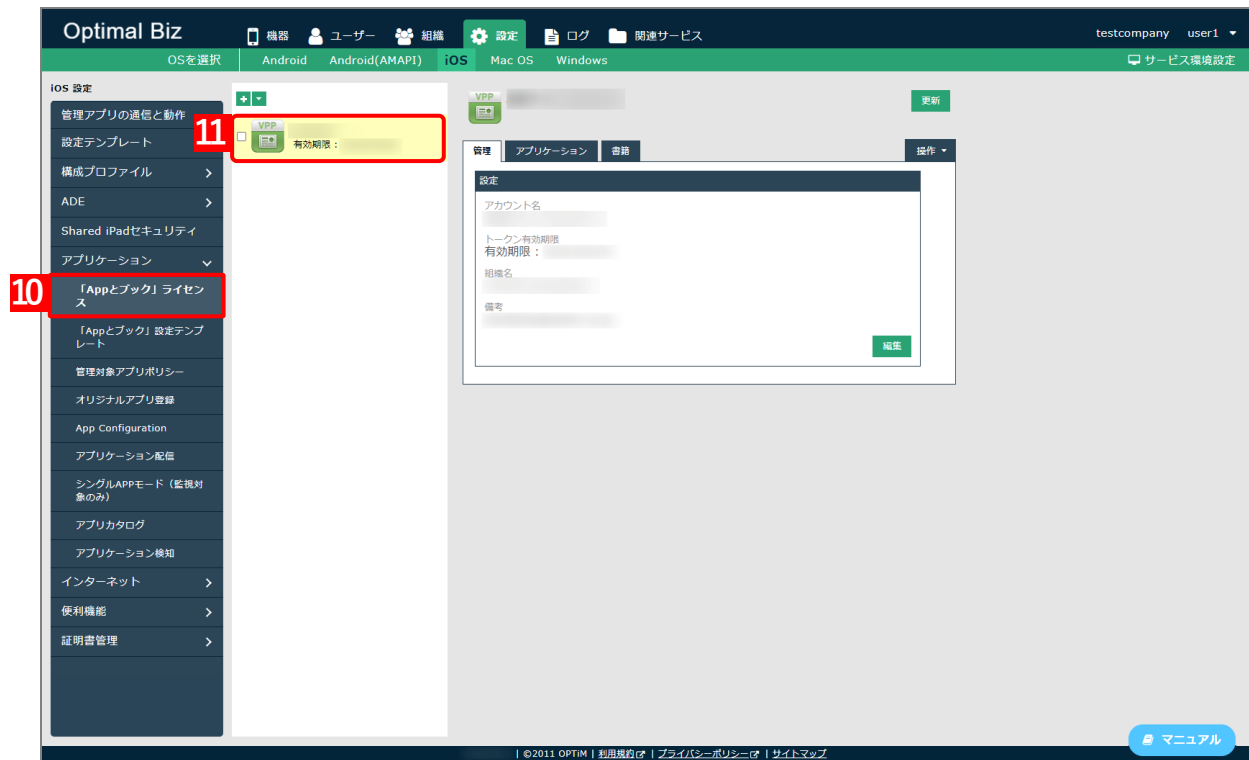 Optimal Biz
機器
ユーザー
組織
設定
ログ
関連サービス
testcompany user1
OSを選択
Android
Android(AMAPI)
iOS
Mac OS
Windows
サービス環境設定
iOS 設定
管理アプリの通信と動作
設定テンプレート
構成プロファイル
ADE
Shared iPadセキュリティ
アプリケーション
10
「Appとブック」ライセン
ス
「Appとブック」設定テンプ
レート
管理対象アプリポリシー
オリジナルアプリ登録
App Configuration
アプリケーション配信
シングルAPPモード（監視対
象のみ）
アプリカタログ
アプリケーション検知
インターネット
便利機能
証明書管理
11
VPP
有効期限：
VPP
更新
管理
アプリケーション
書籍
操作
設定
アカウント名
トークン有効期限
有効期限：
組織名
備考
編集
マニュアル
| ©2011 OPTiM | 利用規約 | プライバシーポリシー | サイトマップ